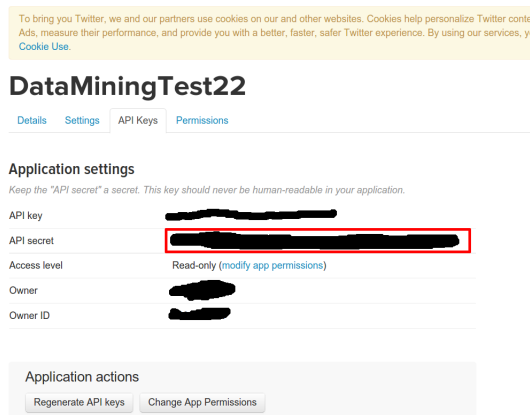 To bring you Twitter, we and our partners use cookies on our and other websites. Cookies help personalize Twitter conte
Ads, measure their performance, and provide you with a better, faster, safer Twitter experience. By using our services, y
Cookie Use.
DataMiningTest22
Details Settings API Keys Permissions
Application settings
Keep the "API secret" a secret. This key should never be human-readable in your application.
API key
API secret
Access level Read-only (modify app permissions)
Owner
Owner ID
Application actions
Regenerate API keys Change App Permissions